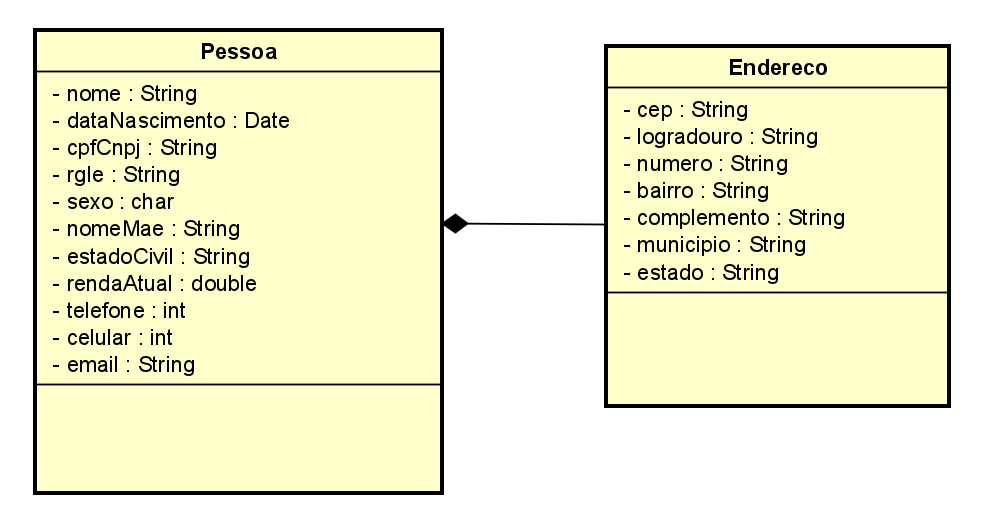 Pessoa
- nome : String
- dataNascimento : Date
- cpfCnpj : String
- rgIe : String
- sexo : char
- nomeMae : String
- estadoCivil : String
- rendaAtual : double
- telefone : int
- celular : int
- email : String
Endereco
- cep : String
- logradouro : String
- numero : String
- bairro : String
- complemento : String
- municipio : String
- estado : String